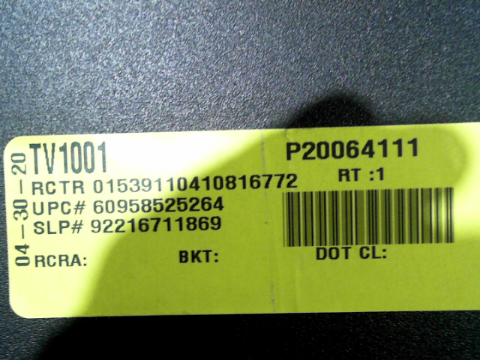 04-30-20
TV1001
P20064111
RCTR 01539110410816772
RT :1
UPC# 60958525264
SLP# 92216711869
RCRA:
BKT:
DOT CL: